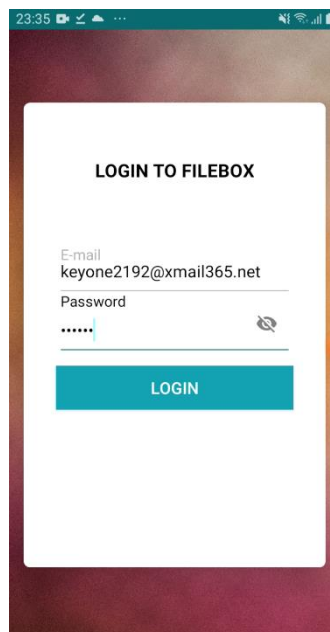 23:35
LOGIN TO FILEBOX
E-mail
keyone2192@xmail365.net
Password
••••••
LOGIN